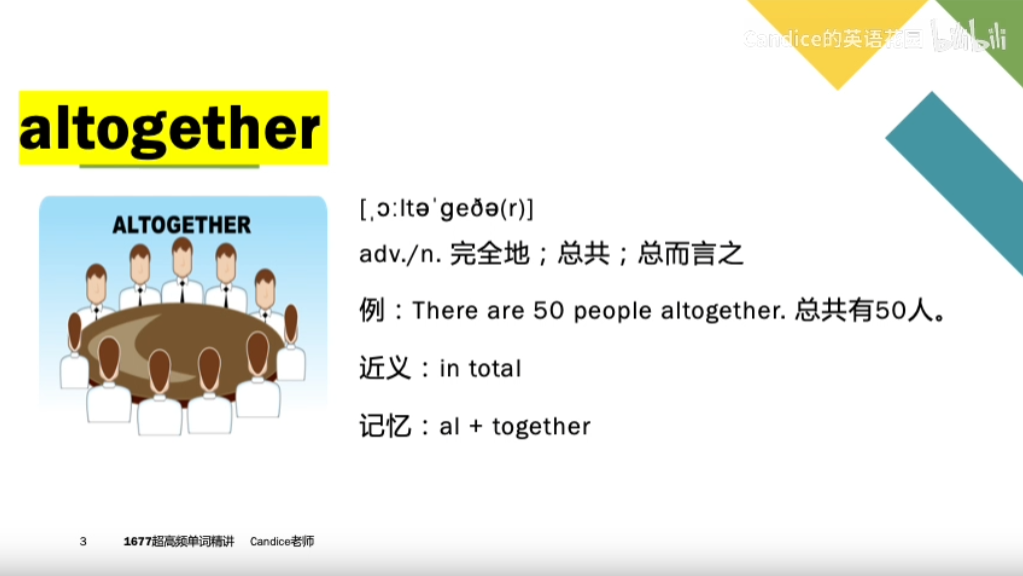 Candice的英语花园 bilibili
altogether
ALTOGETHER
[ˌɔːltəˈɡeðə(r)]
adv./n. 完全地；总共；总而言之
例：There are 50 people altogether. 总共有50人。
近义：in total
记忆：al + together
3 1677超高频单词精讲 Candice老师